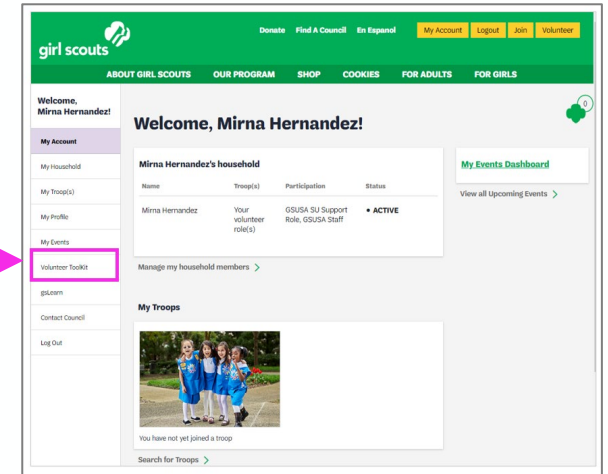 girl scouts
Donate Find A Council En Espanol My Account Logout Join Volunteer
ABOUT GIRL SCOUTS OUR PROGRAM SHOP COOKIES FOR ADULTS FOR GIRLS
Welcome,
Mirna Hernandez!
My Account
My Household
My Troop(s)
My Profile
My Events
Volunteer ToolKit
gsLearn
Contact Council
Log Out
0
Welcome, Mirna Hernandez!
Mirna Hernandez's household
Name Troop(s) Participation Status
Mirna Hernandez Your GSUSA SU Support • ACTIVE
volunteer Role, GSUSA Staff
role(s)
Manage my household members >
My Events Dashboard
View all Upcoming Events >
My Troops
You have not yet joined a troop
Search for Troops >